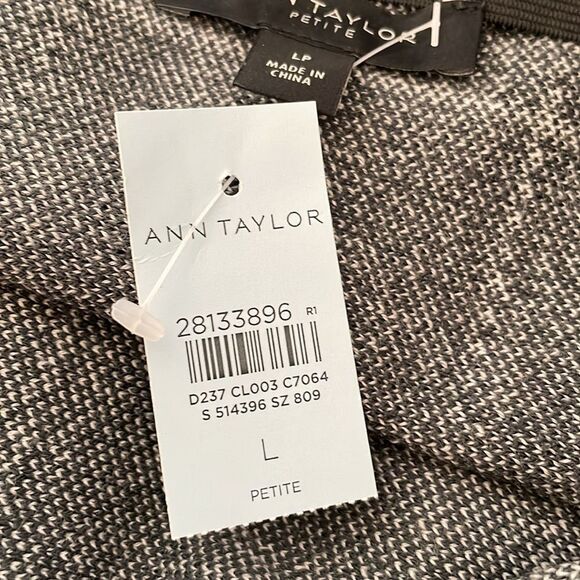 N TAYLOR
PETITE
LP
MADE IN
CHINA
ANN TAYLOR
28133896 R1
D237 CL003 C7064
S 514396 SZ 809
L
PETITE